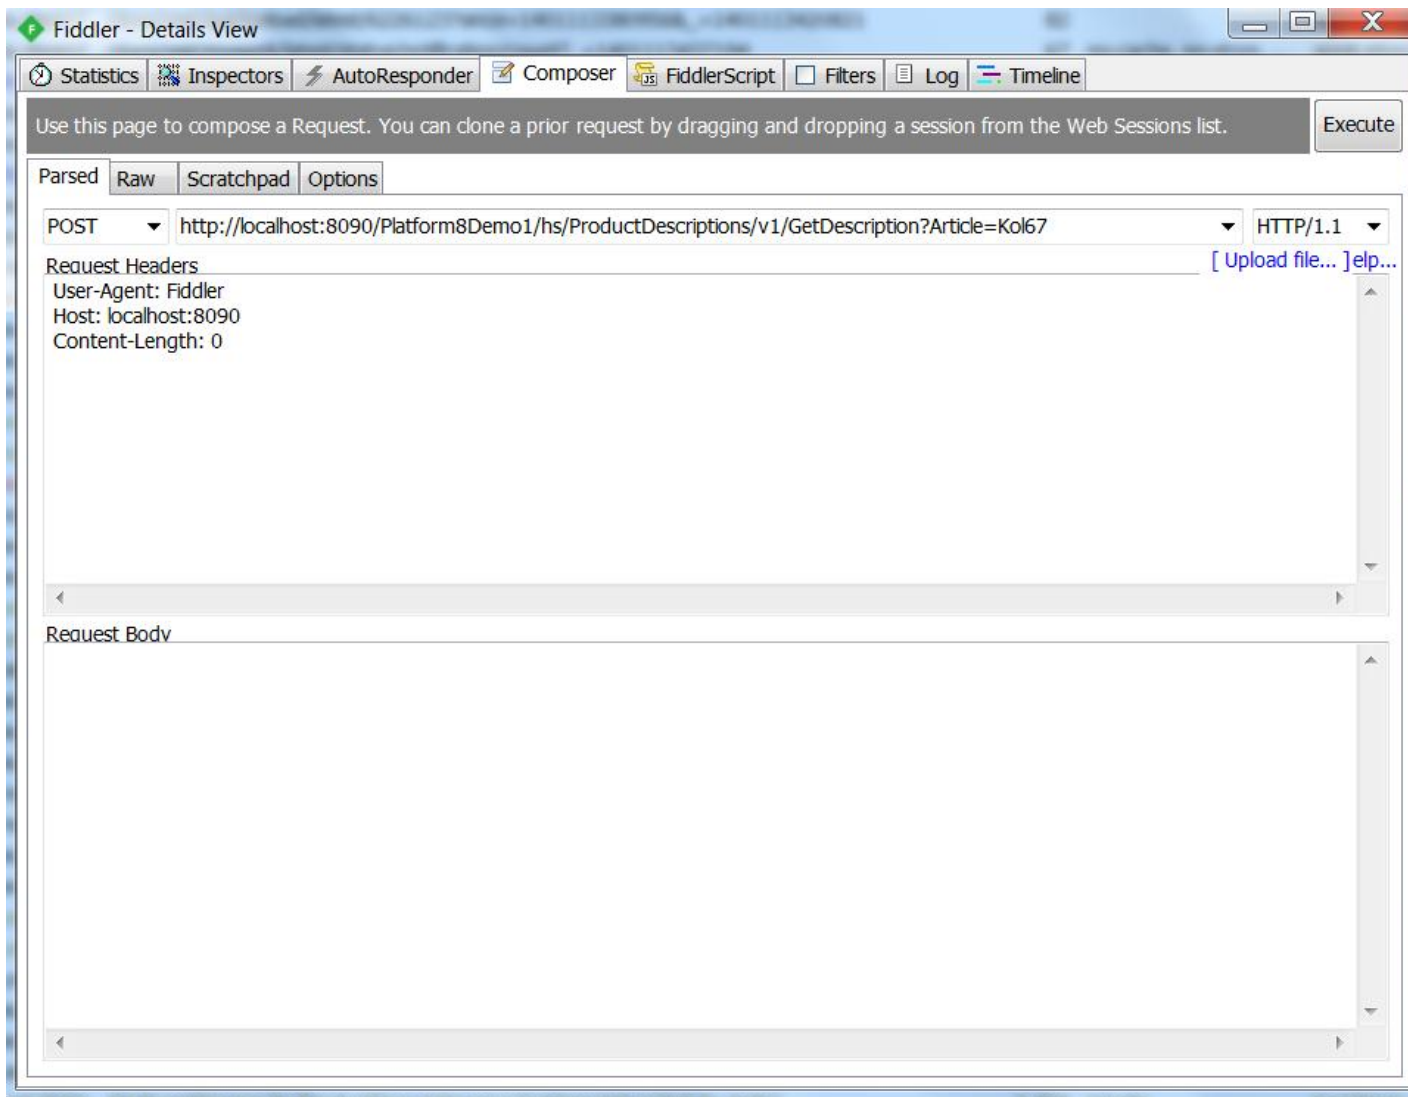 Fiddler - Details View
Statistics Inspectors AutoResponder Composer FiddlerScript Filters Log Timeline
Use this page to compose a Request. You can clone a prior request by dragging and dropping a session from the Web Sessions list. Execute
Parsed Raw Scratchpad Options
POST http://localhost:8090/Platform8Demo1/hs/ProductDescriptions/v1/GetDescription?Article=Kol67 HTTP/1.1
Request Headers [ Upload file... ] elp...
User-Agent: Fiddler
Host: localhost:8090
Content-Length: 0
Request Body